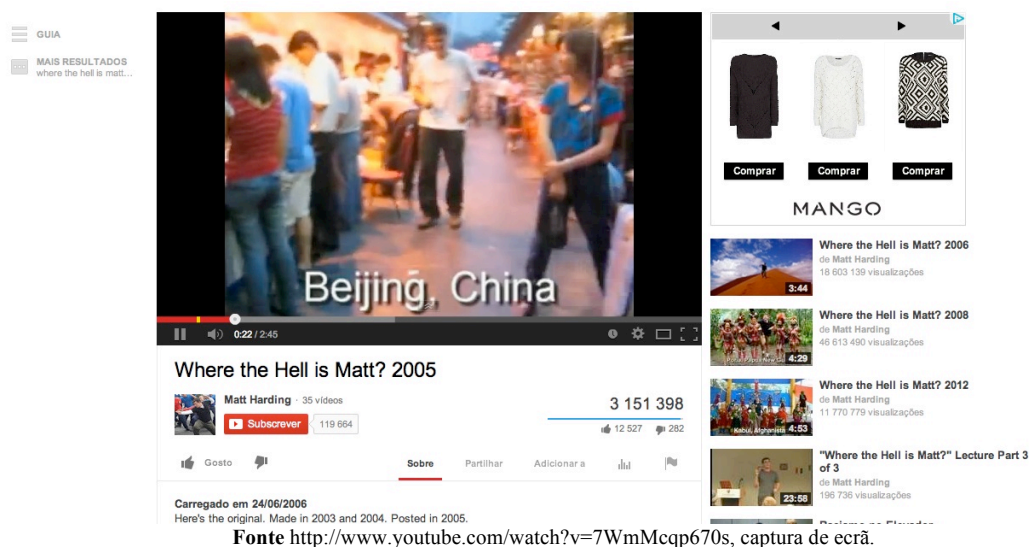 GUIA
MAIS RESULTADOS
where the hell is matt...
Beijing, China
0:22 / 2:45
Where the Hell is Matt? 2005
Matt Harding · 35 vídeos
Subscrever 119 664
3 151 398
12 527 282
Gosto
Sobre Partilhar Adicionar a
Carregado em 24/06/2006
Here's the original. Made in 2003 and 2004. Posted in 2005.
Comprar Comprar Comprar
MANGO
Where the Hell is Matt? 2006
de Matt Harding
18 603 139 visualizações
3:44
Where the Hell is Matt? 2008
de Matt Harding
46 613 490 visualizações
4:29
Where the Hell is Matt? 2012
de Matt Harding
11 770 779 visualizações
Kabul, Afghanista 4:53
"Where the Hell is Matt?" Lecture Part 3
of 3
de Matt Harding
196 736 visualizações
23:58
Fonte http://www.youtube.com/watch?v=7WmMcqp670s, captura de ecrã.